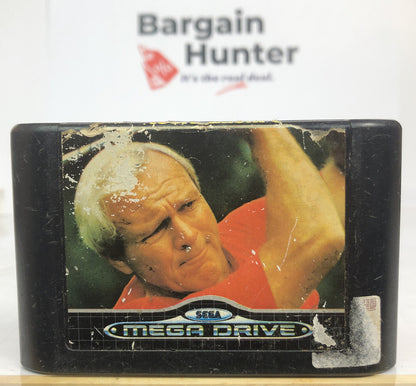 Bargain
Hunter
It's the real deal.
SEGA
MEGA DRIVE